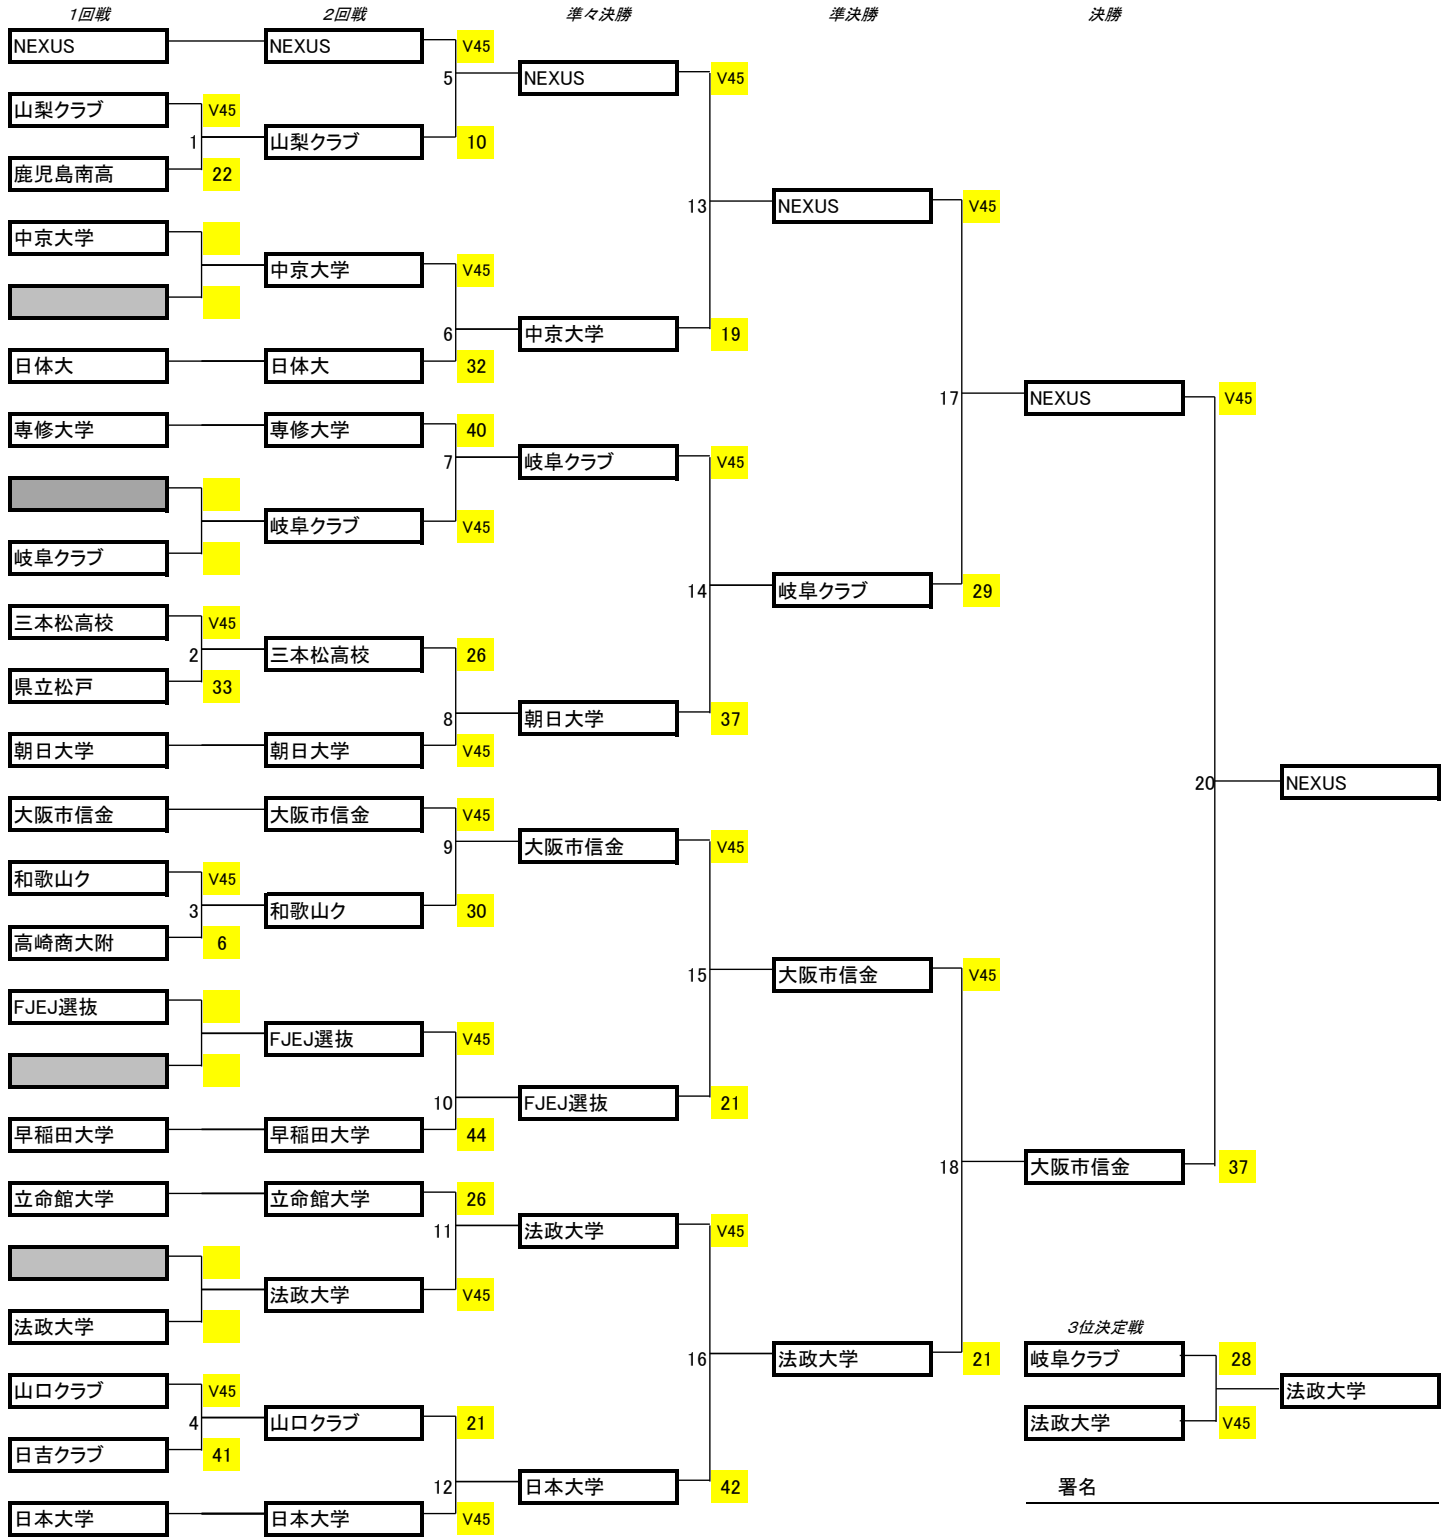 1回戦 2回戦 準々決勝 準決勝 決勝
NEXUS NEXUS V45
5 NEXUS V45
山梨クラブ V45
1 山梨クラブ 10
鹿児島南高 22
13 NEXUS V45
中京大学
中京大学 V45
6 中京大学 19
日体大 日体大 32
17 NEXUS V45
専修大学 専修大学 40
7 岐阜クラブ V45
岐阜クラブ V45
岐阜クラブ
14 岐阜クラブ 29
三本松高校 V45
2 三本松高校 26
県立松戸 33
8 朝日大学 37
朝日大学 朝日大学 V45
20 NEXUS
大阪市信金 大阪市信金 V45
9 大阪市信金 V45
和歌山ク V45
3 和歌山ク 30
高崎商大附 6
15 大阪市信金 V45
FJEJ選抜
FJEJ選抜 V45
10 FJEJ選抜 21
早稲田大学 早稲田大学 44
18 大阪市信金 37
立命館大学 立命館大学 26
11 法政大学 V45
法政大学 V45
法政大学
3位決定戦
16 法政大学 21
岐阜クラブ 28
法政大学
山口クラブ V45
4 山口クラブ 21
法政大学 V45
日吉クラブ 41
12 日本大学 42
署名
日本大学 日本大学 V45